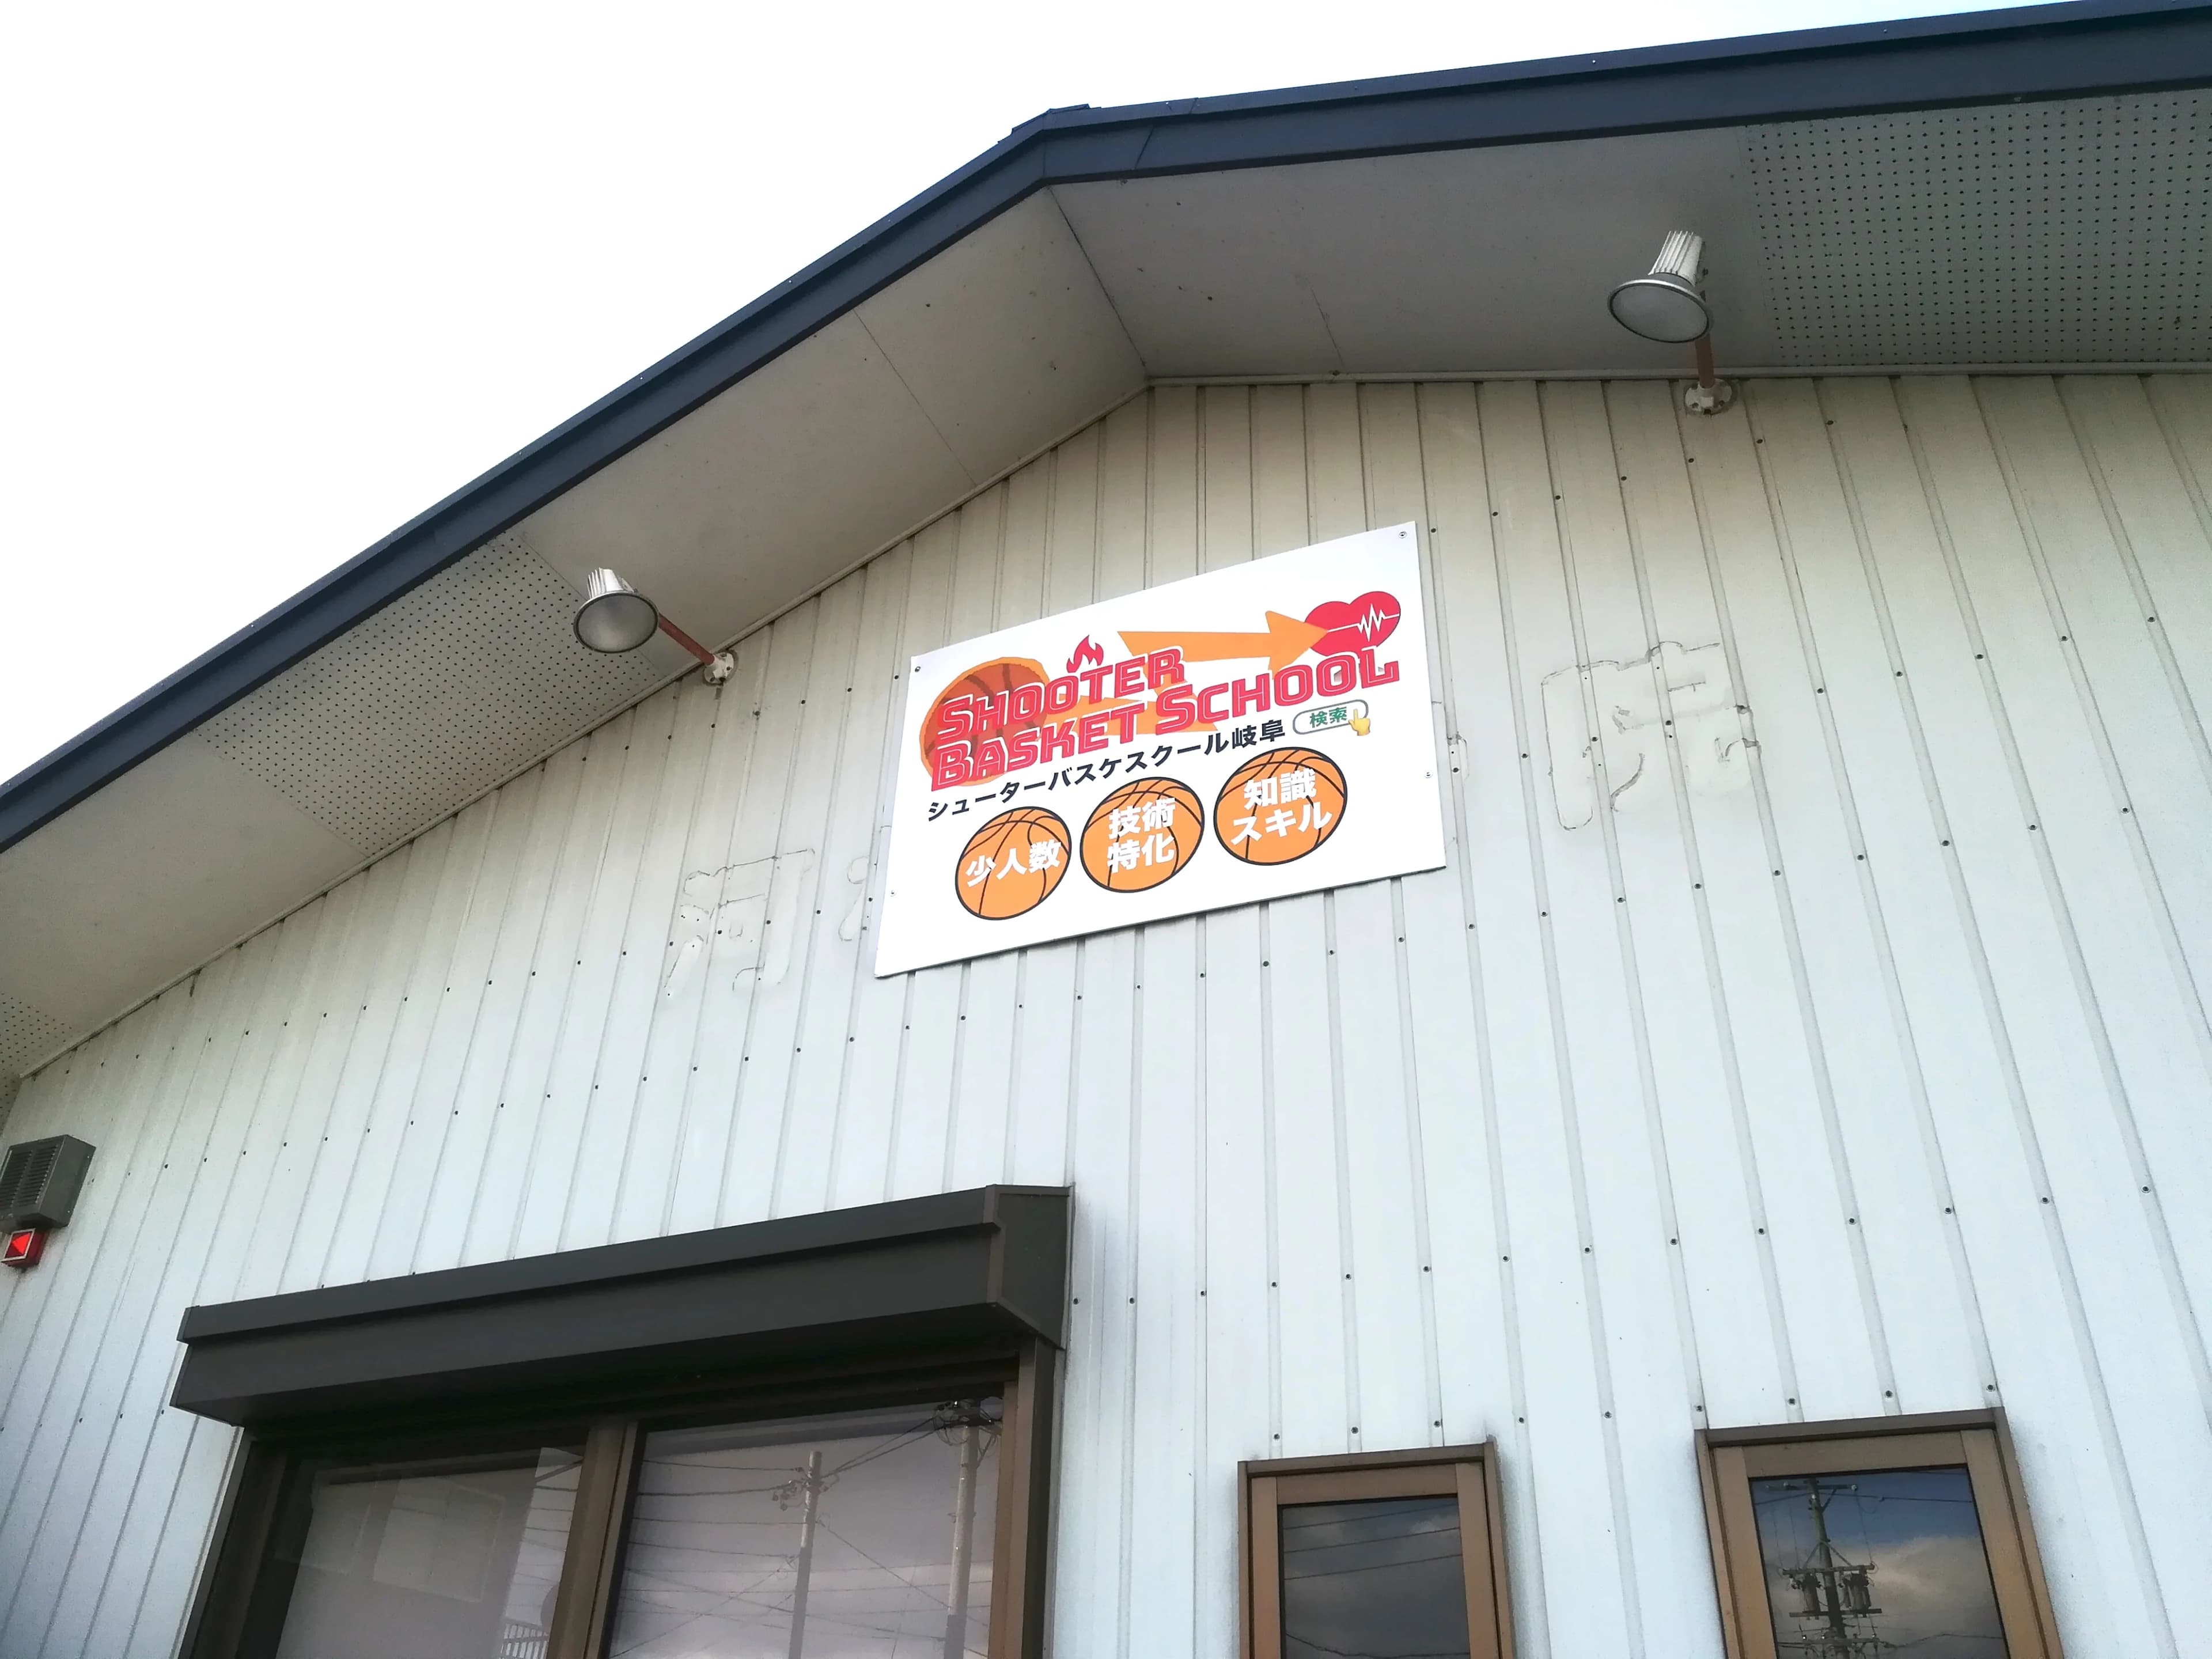 SHOOTER
BASKET SCHOOL
シューターバスケスクール岐阜 検索
少人数
技術
特化
知識
スキル